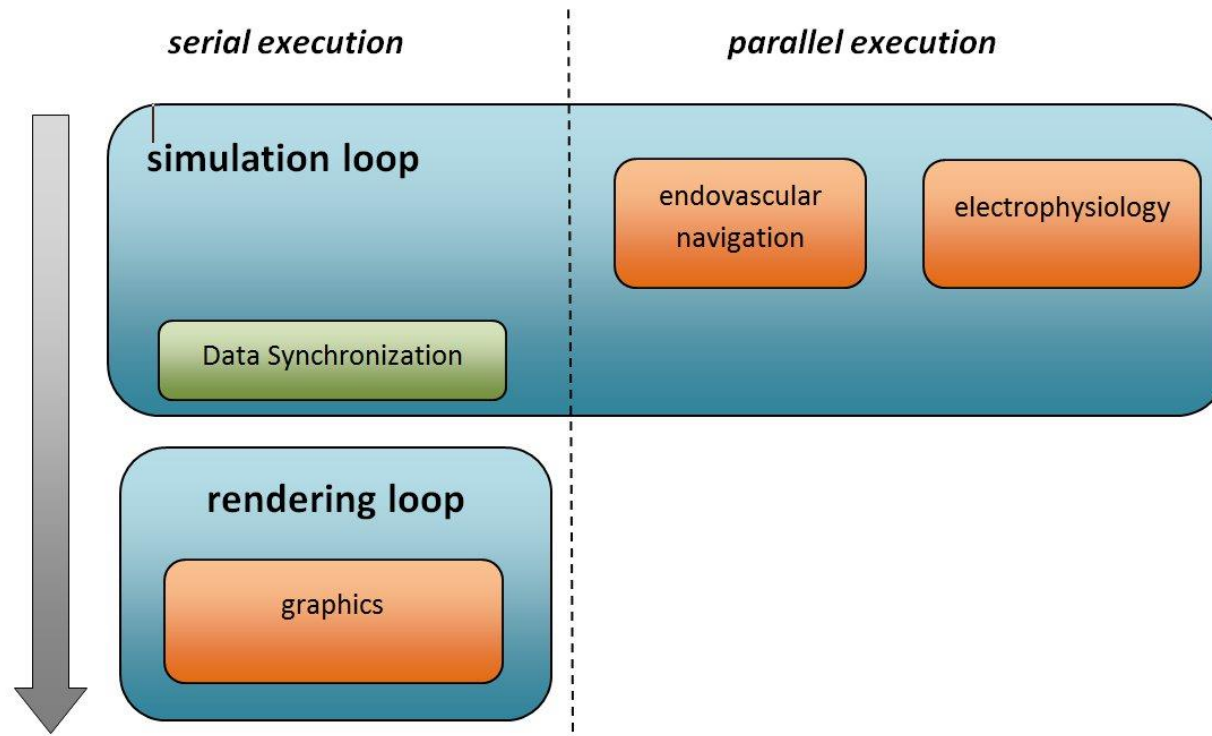 serial execution
parallel execution
simulation loop
endovascular
navigation
electrophysiology
Data Synchronization
rendering loop
graphics